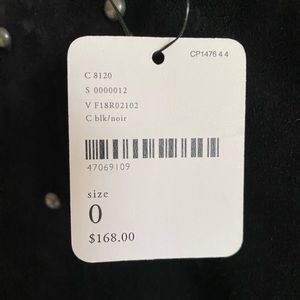 CP1476 4 4
C 8120
S 0000012
V F18R02102
C blk/noir
47069109
size
0
$168.00